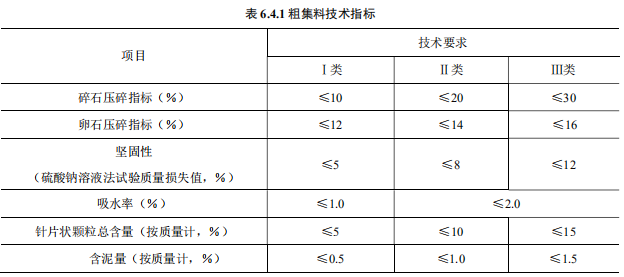 表 6.4.1 粗集料技术指标
项目 技术要求
Ⅰ类 Ⅱ类 Ⅲ类
碎石压碎指标（%） ≤10 ≤20 ≤30
卵石压碎指标（%） ≤12 ≤14 ≤16
坚固性
（硫酸钠溶液法试验质量损失值，%） ≤5 ≤8 ≤12
吸水率（%） ≤1.0 ≤2.0
针片状颗粒总含量（按质量计，%） ≤5 ≤10 ≤15
含泥量（按质量计，%） ≤0.5 ≤1.0 ≤1.5